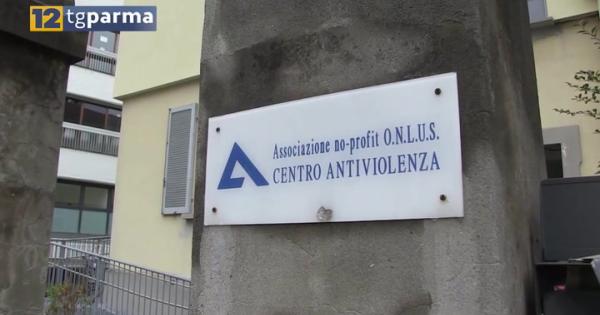 12 tgparma
Associazione no-profit O.N.L.U.S.
CENTRO ANTIVIOLENZA